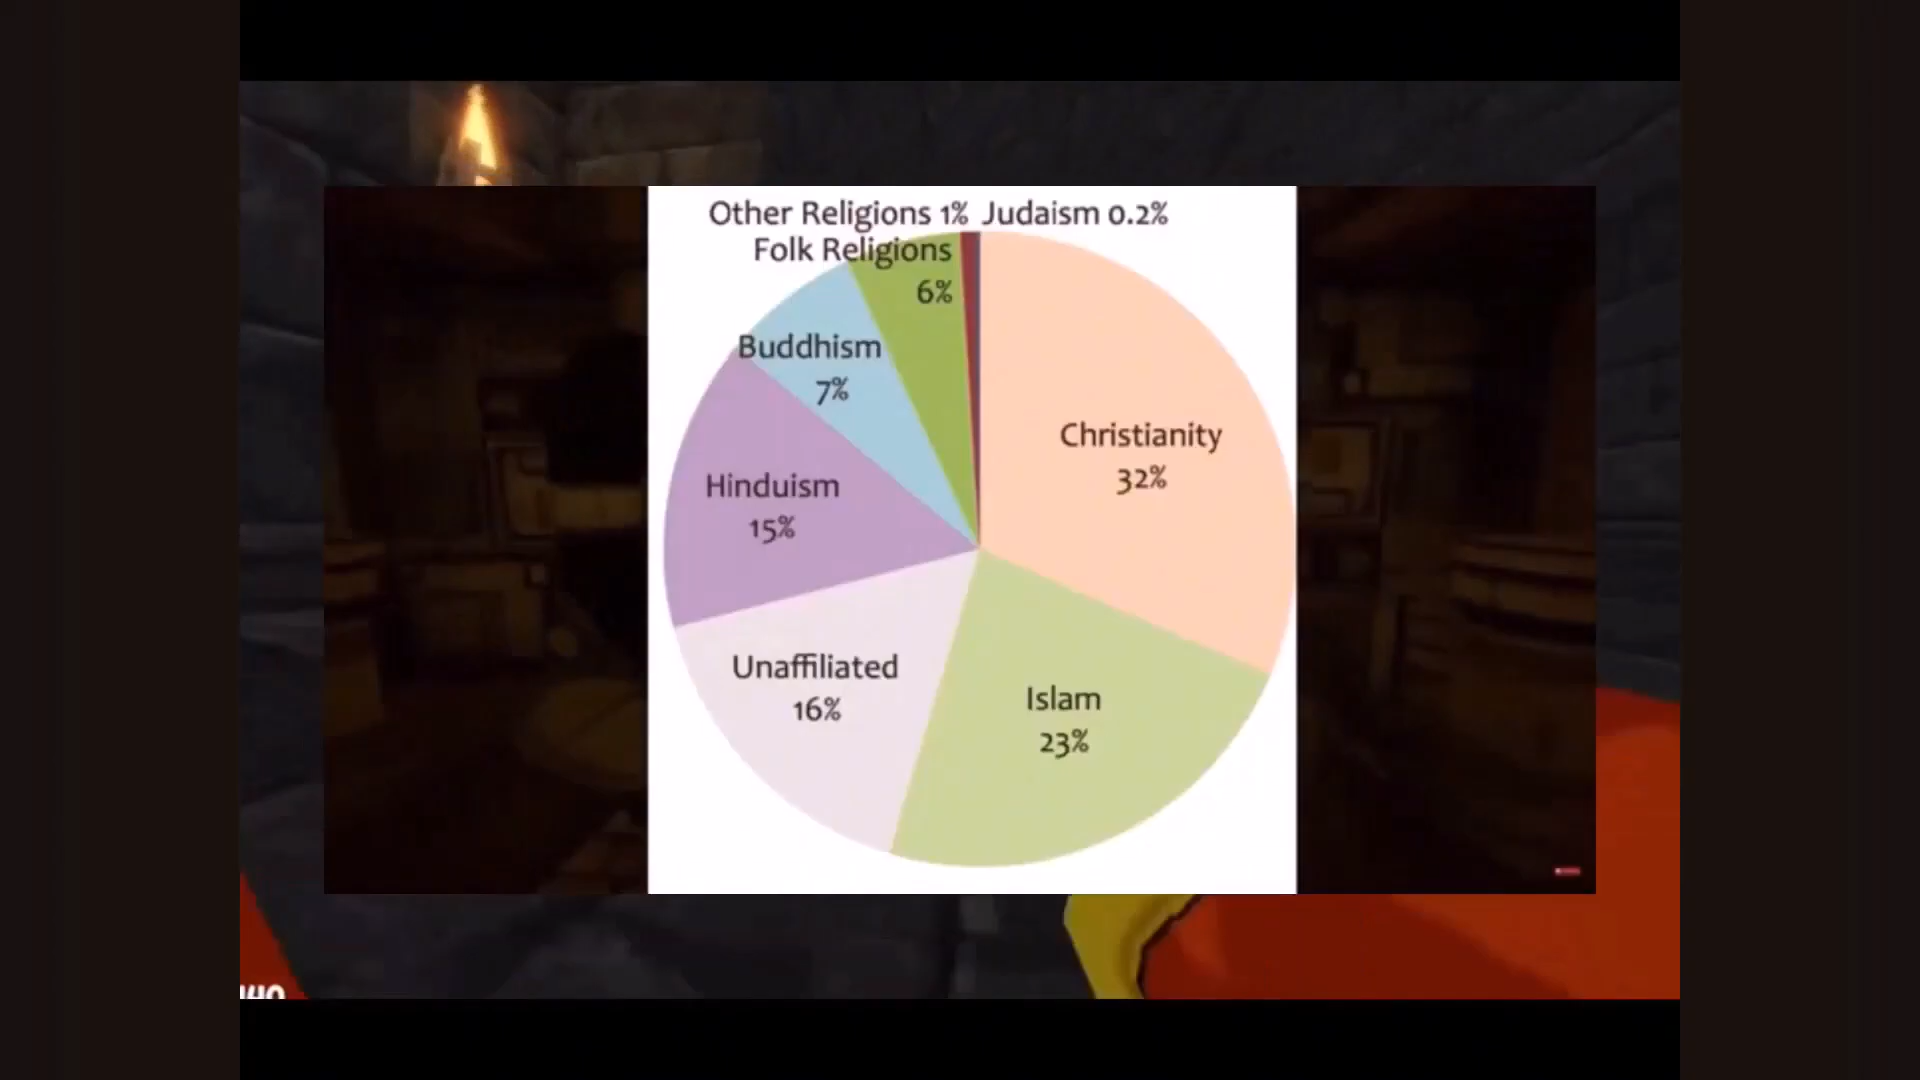 Other Religions 1% Judaism 0.2%
Folk Religions
6%
Buddhism
7%
Christianity
32%
Hinduism
15%
Unaffiliated
16%
Islam
23%